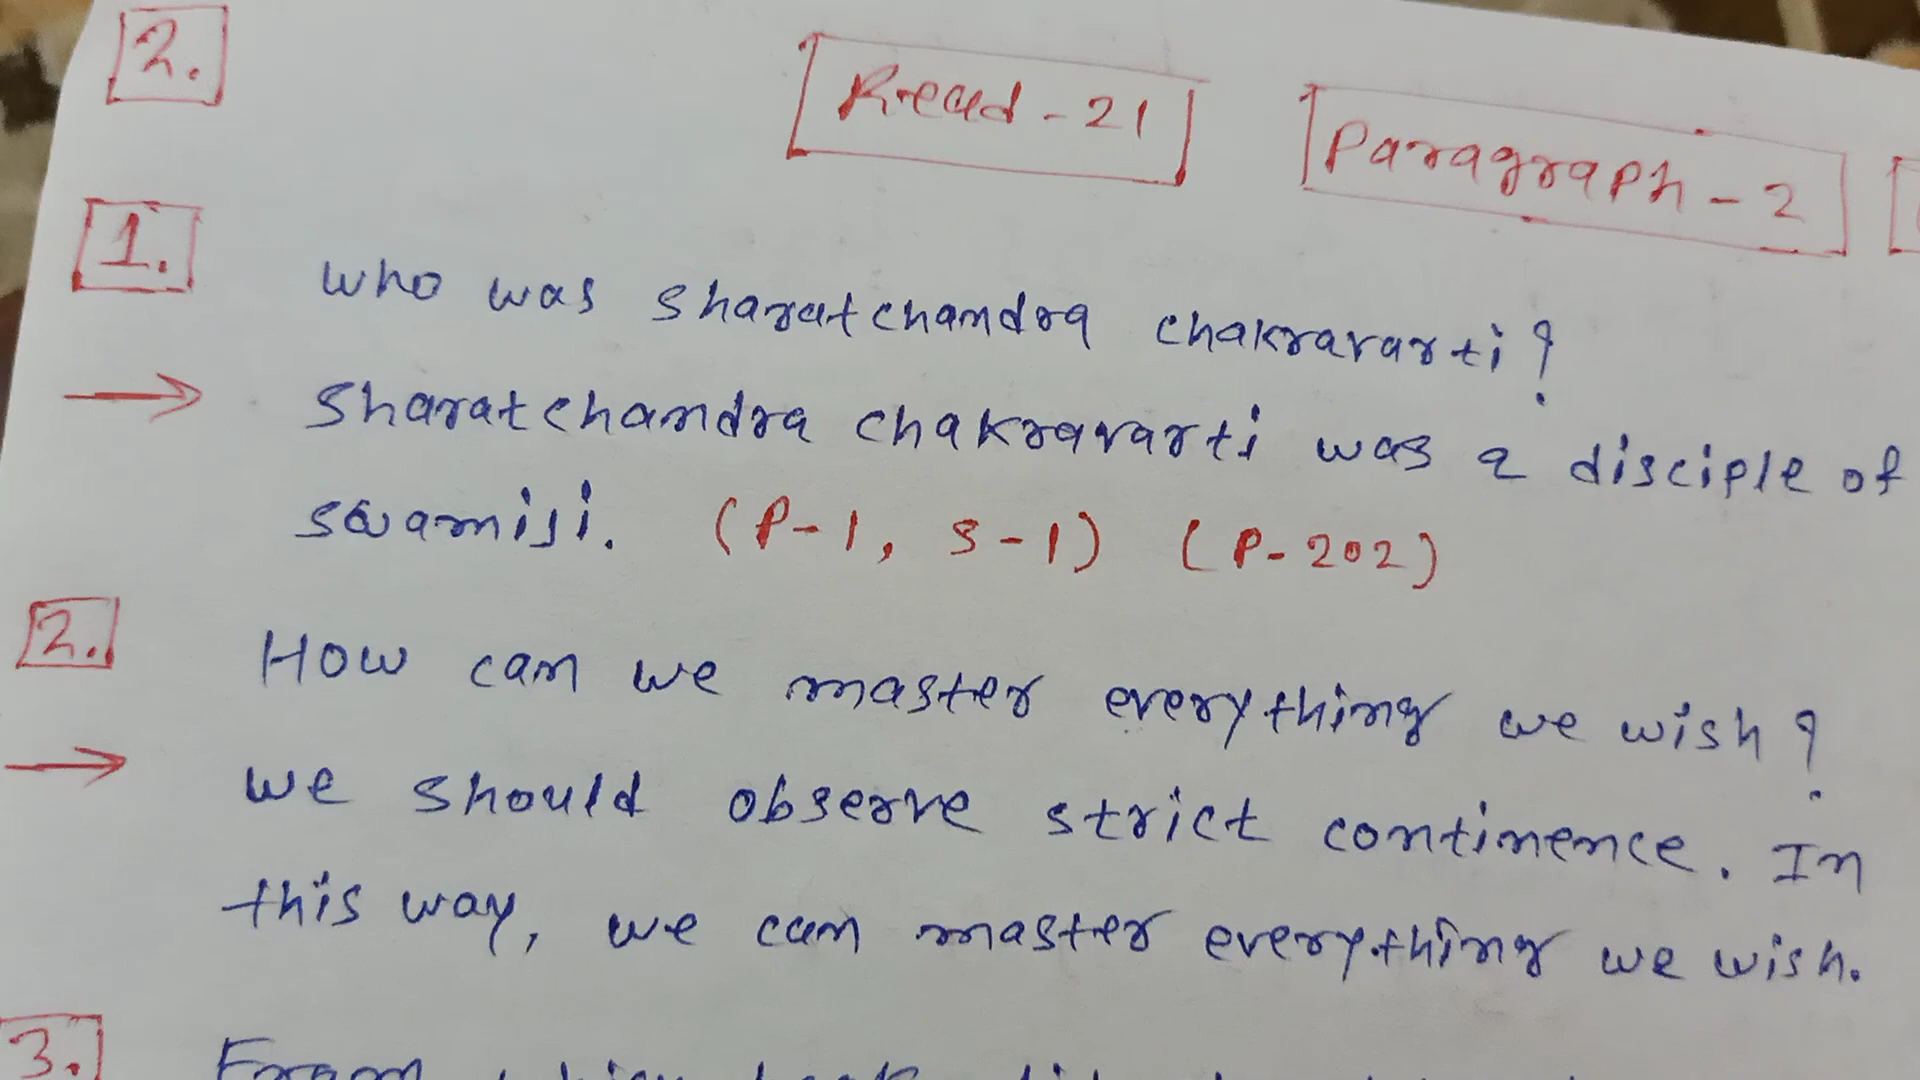 2.
Read - 21 Paragraph - 2
1. Who was Sharatchandra Chakravarti?
→ Sharatchandra Chakravarti was a disciple of
Swamiji. (P-1, S-1) (P-202)
2. How can we master everything we wish?
→ We should observe strict continence. In
this way, we can master everything we wish.
3. From which